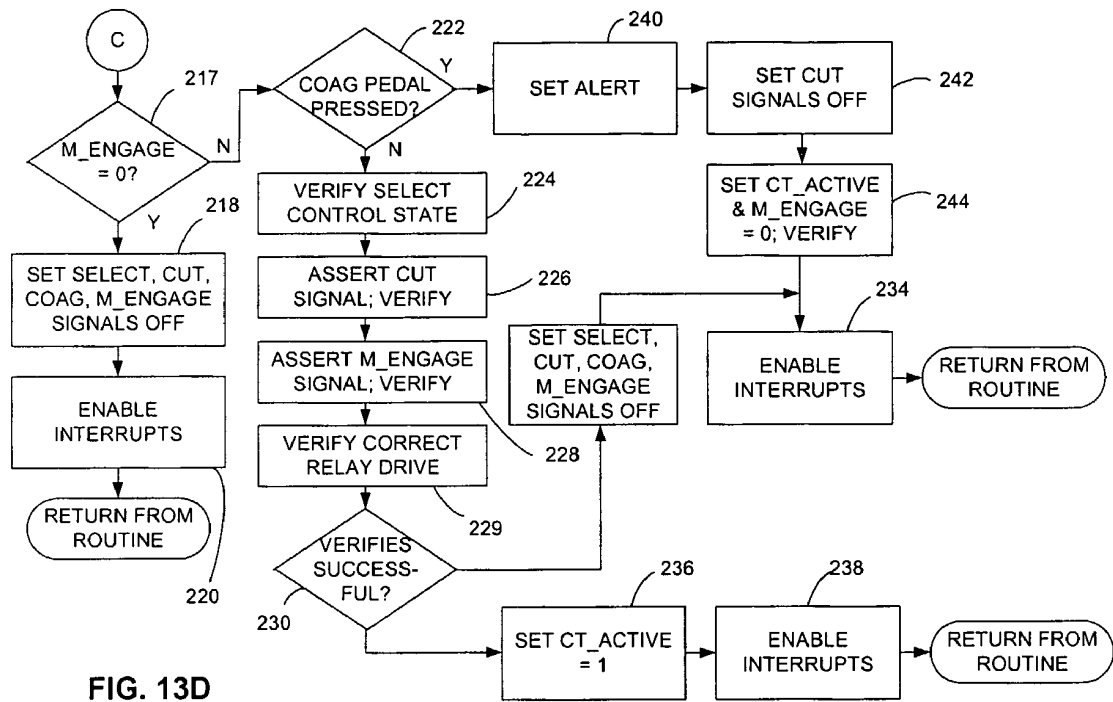 C
217
M_ENGAGE
= 0?
N
Y
218
SET SELECT, CUT,
COAG, M_ENGAGE
SIGNALS OFF
ENABLE
INTERRUPTS
220
RETURN FROM
ROUTINE
222
COAG PEDAL
PRESSED?
Y
N
VERIFY SELECT
CONTROL STATE
224
ASSERT CUT
SIGNAL; VERIFY
226
ASSERT M_ENGAGE
SIGNAL; VERIFY
228
VERIFY CORRECT
RELAY DRIVE
229
VERIFIES
SUCCESS-
FUL?
230
SET SELECT,
CUT, COAG,
M_ENGAGE
SIGNALS OFF
240
SET ALERT
SET CUT
SIGNALS OFF
242
SET CT_ACTIVE
& M_ENGAGE
= 0; VERIFY
244
234
ENABLE
INTERRUPTS
RETURN FROM
ROUTINE
236
SET CT_ACTIVE
= 1
238
ENABLE
INTERRUPTS
RETURN FROM
ROUTINE
FIG. 13D